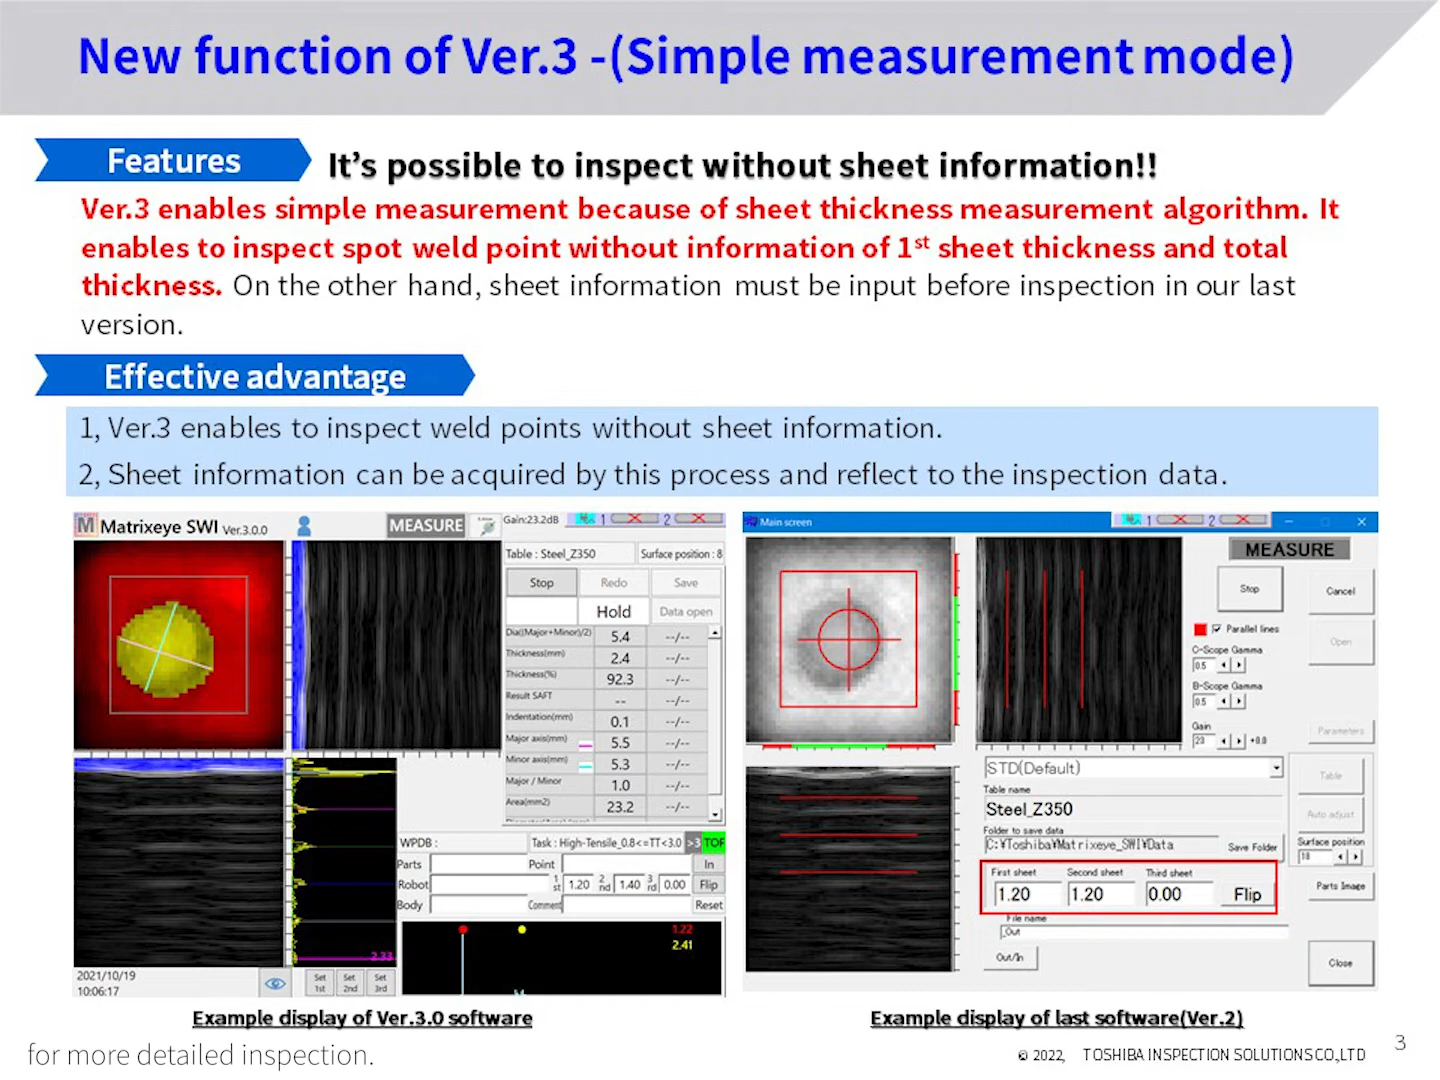 New function of Ver.3 -(Simple measurement mode)
Features
It's possible to inspect without sheet information!!
Ver.3 enables simple measurement because of sheet thickness measurement algorithm. It
enables to inspect spot weld point without information of 1st sheet thickness and total
thickness. On the other hand, sheet information must be input before inspection in our last
version.
Effective advantage
1, Ver.3 enables to inspect weld points without sheet information.
2, Sheet information can be acquired by this process and reflect to the inspection data.
M Matrixeye SWI Ver.3.0.0
MEASURE
Gain:23.2dB
1
2
Table : Steel_Z350
Surface position : 8
Stop
Redo
Save
Hold
Data open
Dia((Major+Minor)/2) 5.4 --/--
Thickness(mm) 2.4 --/--
Thickness(%) 92.3 --/--
Result SAFT -- --/--
Indentation(mm) 0.1 --/--
Major axis(mm) 5.5 --/--
Minor axis(mm) 5.3 --/--
Major / Minor 1.0 --/--
Area(mm2) 23.2 --/--
WPDB :
Task : High-Tensile_0.8<=TT<3.0 >3 TOF
Parts
Point
In
Robot
1st 1.20 2nd 1.40 3rd 0.00 Flip
Body
Comment
Reset
1.22
2.41
2.33
2021/10/19
10:06:17
Set 1st
Set 2nd
Set 3rd
Example display of Ver.3.0 software
Main screen
1
2
MEASURE
Stop
Cancel
Parallel lines
Open
C-Scope Gamma
0.5
B-Scope Gamma
0.5
Gain
23 +0.0
Parameters
STD(Default)
Table
Table name
Steel_Z350
Auto adjust
Folder to save data
C:¥Toshiba¥Matrixeye_SWI¥Data
Save Folder
Surface position
18
First sheet
Second sheet
Third sheet
1.20
1.20
0.00
Flip
Parts Image
File name
_Out
Out/In
Close
Example display of last software(Ver.2)
for more detailed inspection.
© 2022, TOSHIBA INSPECTION SOLUTIONS CO.,LTD
3